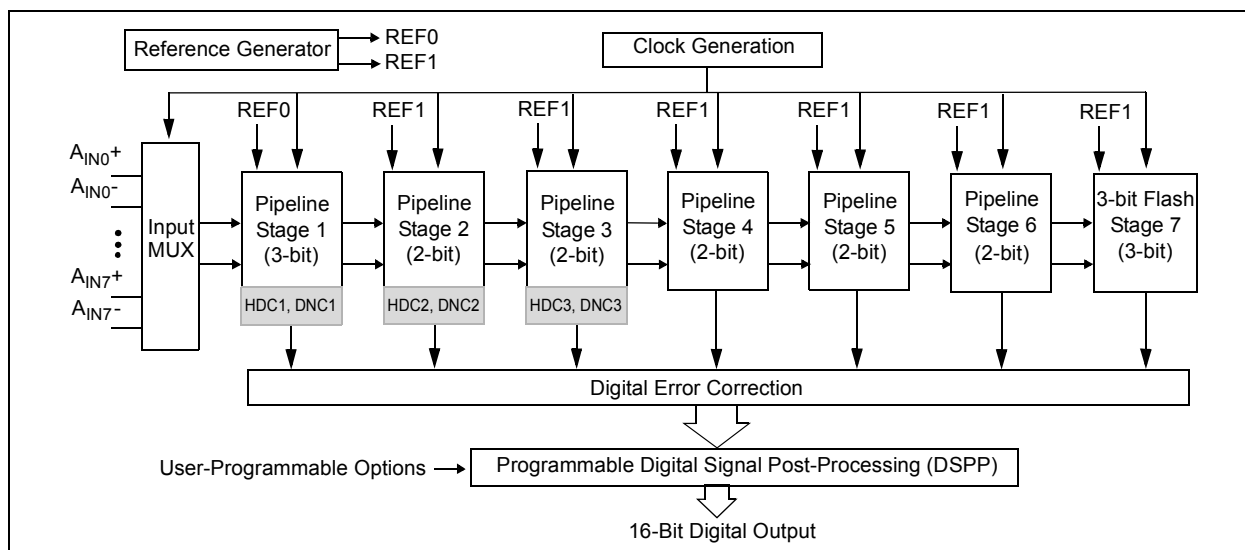 Reference Generator
REF0
REF1
Clock Generation
REF0
REF1
REF1
REF1
REF1
REF1
REF1
AIN0+
AIN0-
AIN7+
AIN7-
Input
MUX
Pipeline
Stage 1
(3-bit)
HDC1, DNC1
Pipeline
Stage 2
(2-bit)
HDC2, DNC2
Pipeline
Stage 3
(2-bit)
HDC3, DNC3
Pipeline
Stage 4
(2-bit)
Pipeline
Stage 5
(2-bit)
Pipeline
Stage 6
(2-bit)
3-bit Flash
Stage 7
(3-bit)
Digital Error Correction
User-Programmable Options
Programmable Digital Signal Post-Processing (DSPP)
16-Bit Digital Output